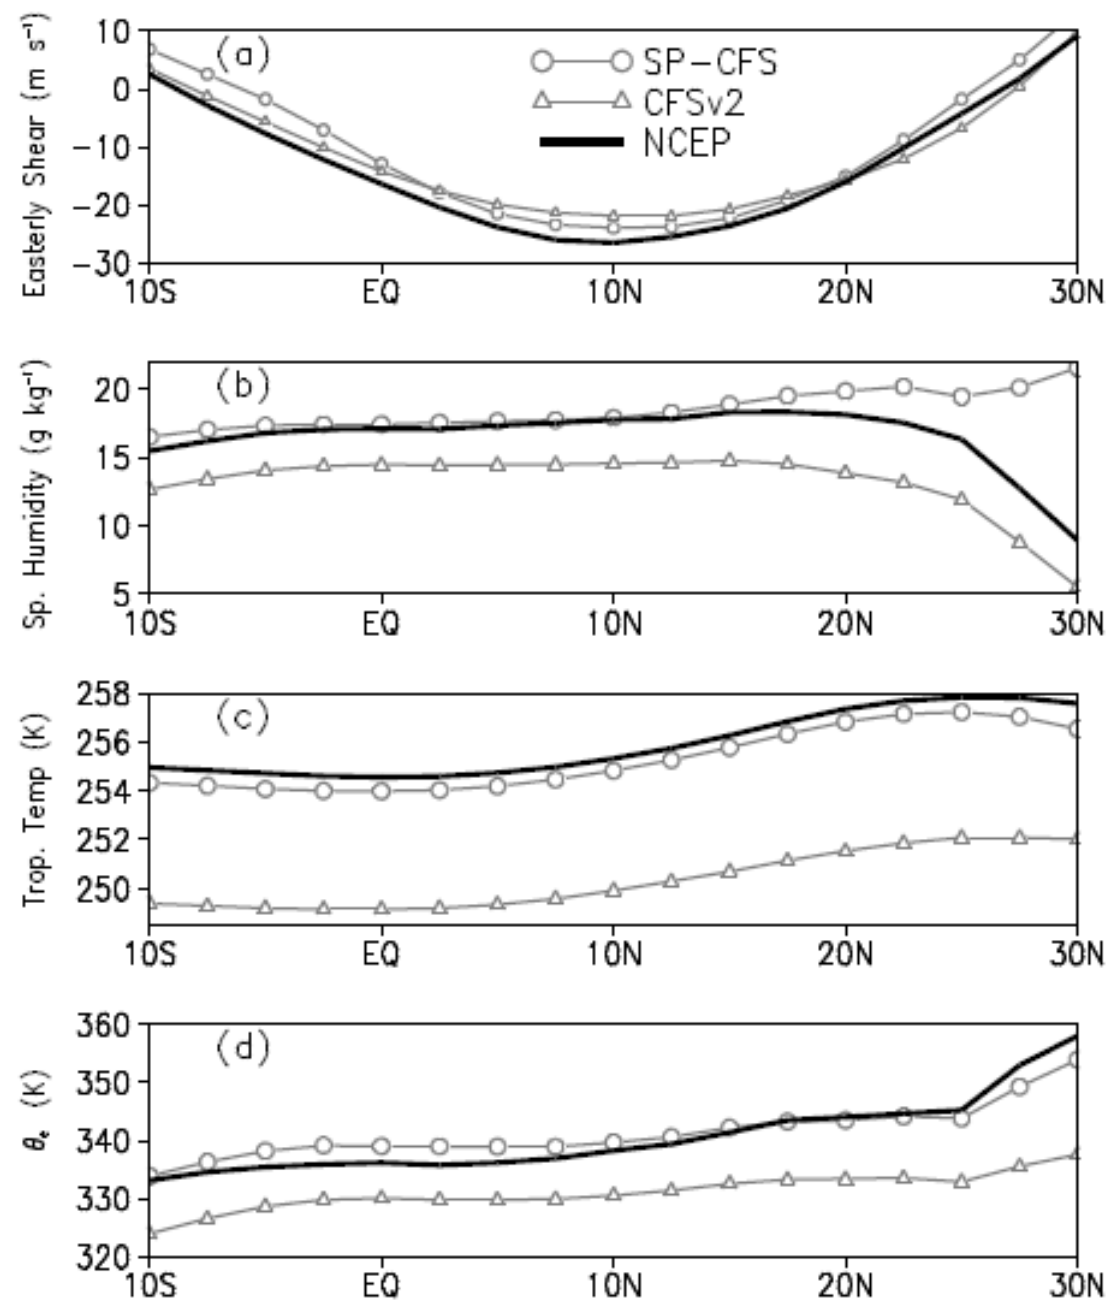 Easterly Shear (m s⁻¹)
10
0
−10
−20
−30
(a)
SP−CFS
CFSv2
NCEP
10S EQ 10N 20N 30N
Sp. Humidity (g kg⁻¹)
20
15
10
5
(b)
10S EQ 10N 20N 30N
Trop. Temp (K)
258
256
254
252
250
(c)
10S EQ 10N 20N 30N
θₑ (K)
360
350
340
330
320
(d)
10S EQ 10N 20N 30N